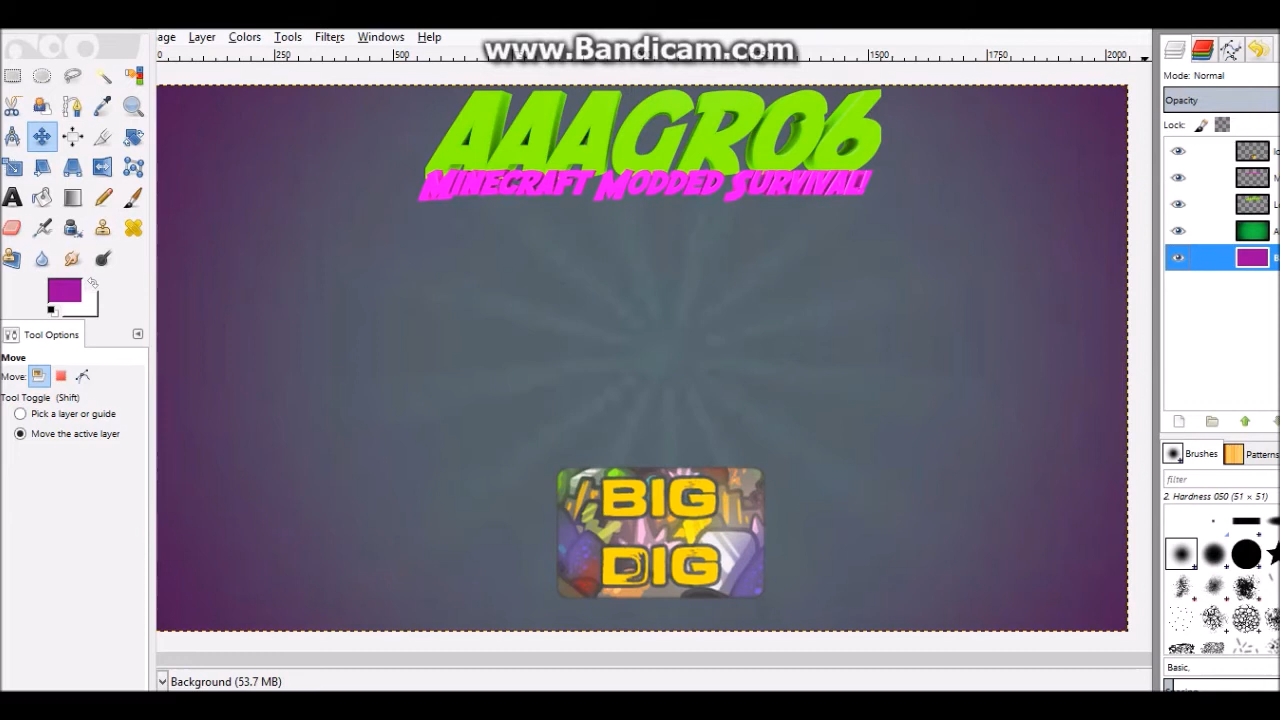 www.Bandicam.com
age Layer Colors Tools Filters Windows Help
250 500 1500 1750 2000
Mode: Normal
Opacity
Lock:
AAAGRO6
Minecraft Modded Survival!
BIG
DIG
Tool Options
Move
Move:
Tool Toggle (Shift)
Pick a layer or guide
Move the active layer
Brushes Patterns
filter
2. Hardness 050 (51 × 51)
Basic,
Background (53.7 MB)